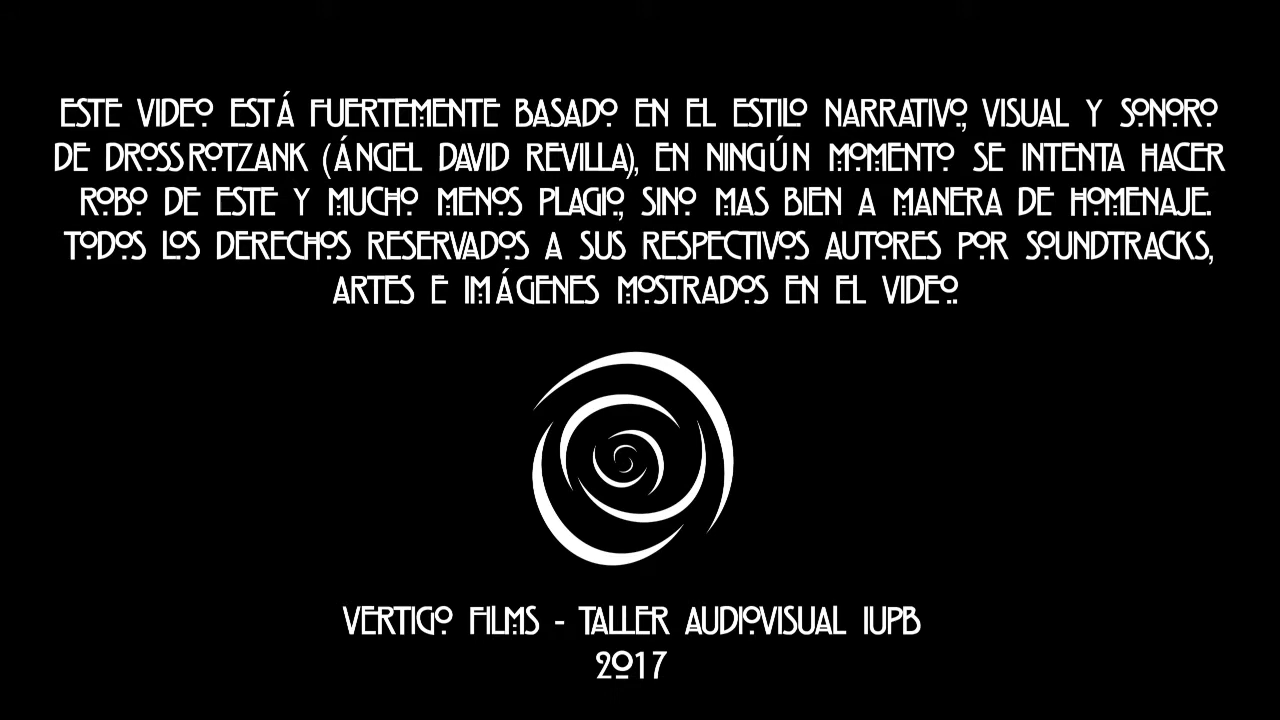 ESTE VIDEO ESTÁ FUERTEMENTE BASADO EN EL ESTILO NARRATIVO, VISUAL Y SONORO
DE DROSSROTZANK (ÁNGEL DAVID REVILLA), EN NINGÚN MOMENTO SE INTENTA HACER
ROBO DE ESTE Y MUCHO MENOS PLAGIO, SINO MAS BIEN A MANERA DE HOMENAJE.
TODOS LOS DERECHOS RESERVADOS A SUS RESPECTIVOS AUTORES POR SOUNDTRACKS,
ARTES E IMÁGENES MOSTRADOS EN EL VIDEO.
VERTIGO FILMS - TALLER AUDIOVISUAL IUPB
2017